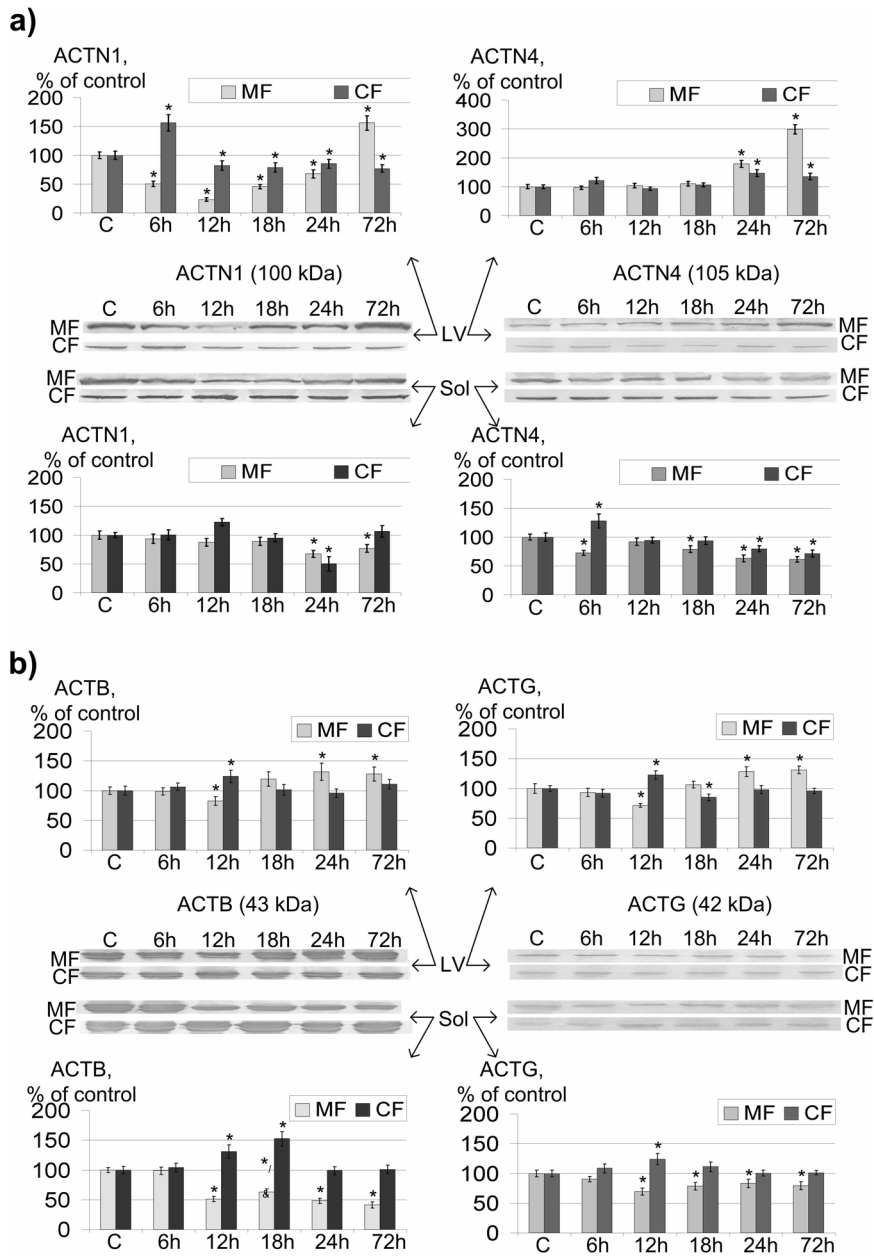 a)
ACTN1,
% of control
MF CF
200
150
100
50
0
* * * * * * * * * *
C 6h 12h 18h 24h 72h
ACTN4,
% of control
MF CF
400
300
200
100
0
* * * *
C 6h 12h 18h 24h 72h
ACTN1 (100 kDa)
C 6h 12h 18h 24h 72h
MF
CF
MF
CF
LV
Sol
ACTN4 (105 kDa)
C 6h 12h 18h 24h 72h
MF
CF
MF
CF
ACTN1,
% of control
MF CF
200
150
100
50
0
* * *
C 6h 12h 18h 24h 72h
ACTN4,
% of control
MF CF
200
150
100
50
0
* * * * * * *
C 6h 12h 18h 24h 72h
b)
ACTB,
% of control
MF CF
200
150
100
50
0
* * * *
C 6h 12h 18h 24h 72h
ACTG,
% of control
MF CF
200
150
100
50
0
* * * * *
C 6h 12h 18h 24h 72h
ACTB (43 kDa)
C 6h 12h 18h 24h 72h
MF
CF
MF
CF
LV
Sol
ACTG (42 kDa)
C 6h 12h 18h 24h 72h
MF
CF
MF
CF
ACTB,
% of control
MF CF
200
150
100
50
0
* * */& * * *
C 6h 12h 18h 24h 72h
ACTG,
% of control
MF CF
200
150
100
50
0
* * * * *
C 6h 12h 18h 24h 72h